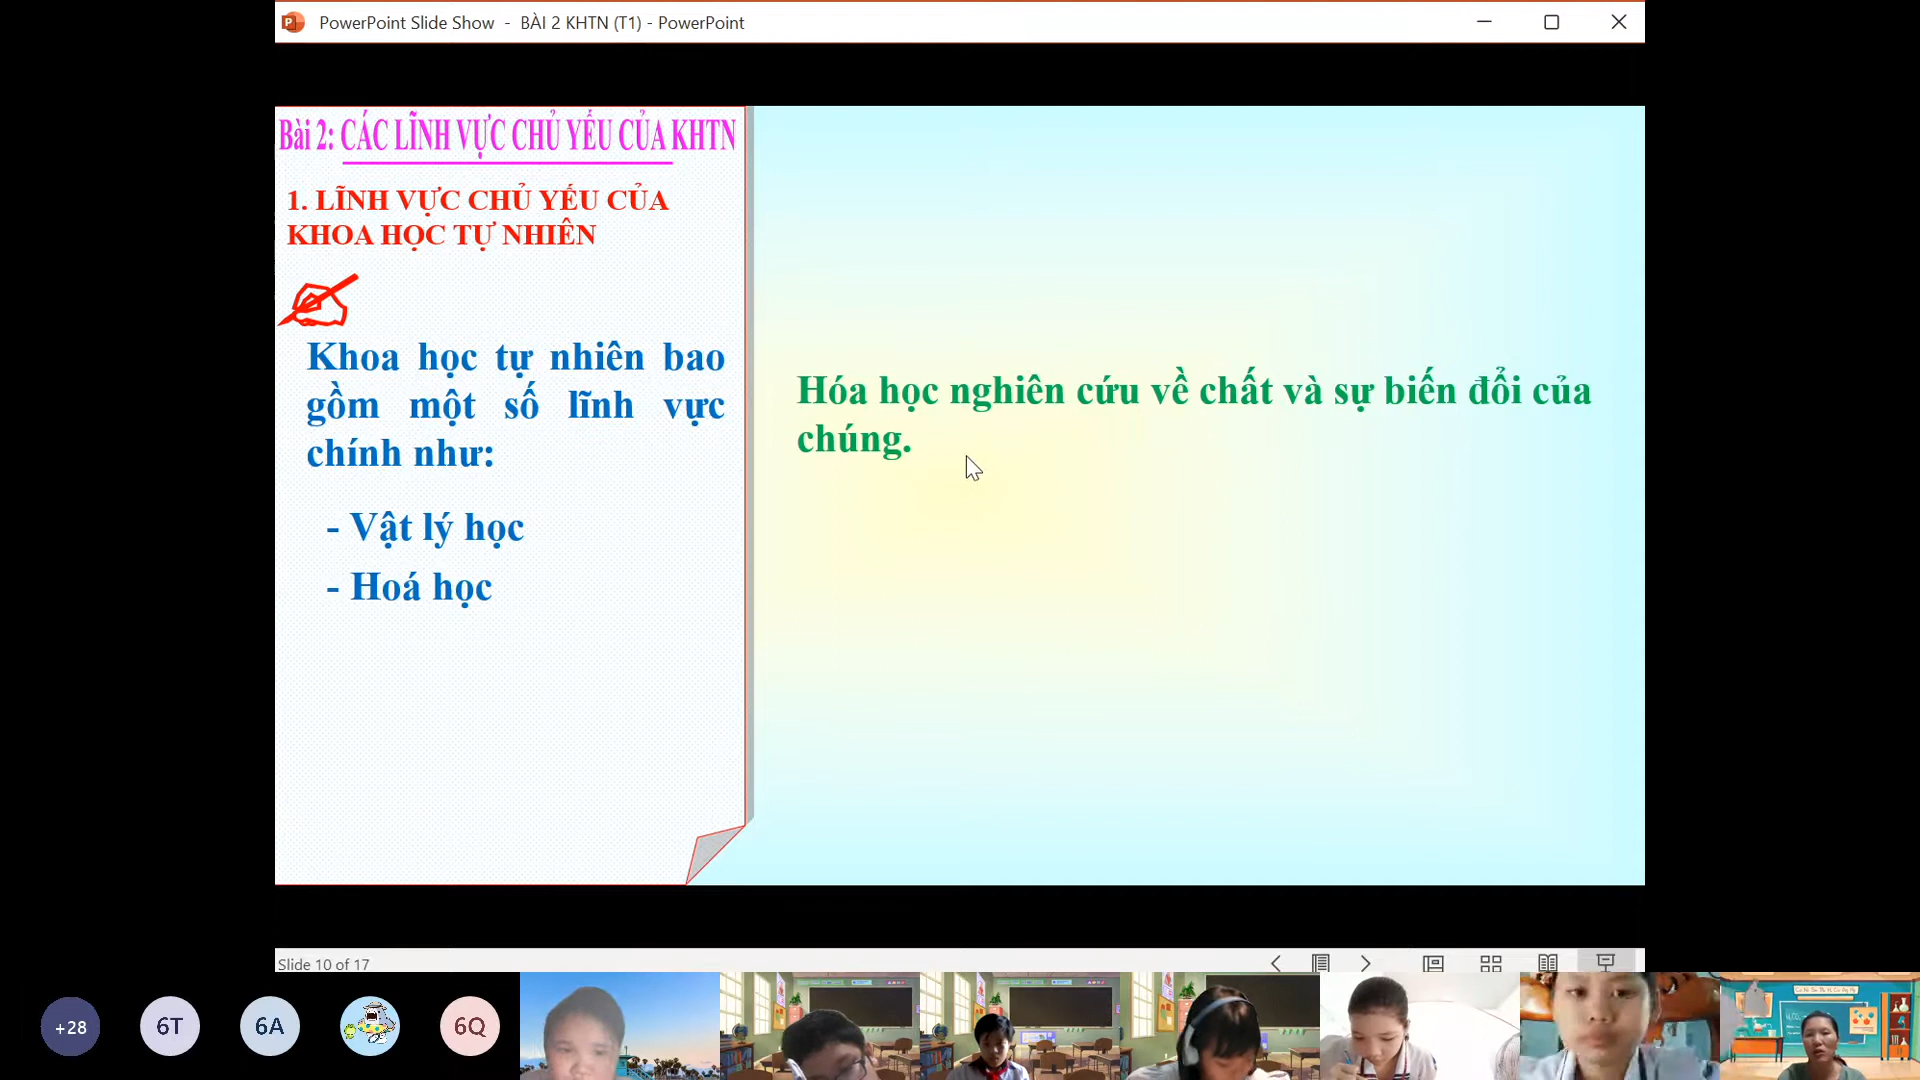 PowerPoint Slide Show - BÀI 2 KHTN (T1) - PowerPoint
Bài 2: CÁC LĨNH VỰC CHỦ YẾU CỦA KHTN
1. LĨNH VỰC CHỦ YẾU CỦA
KHOA HỌC TỰ NHIÊN
Khoa học tự nhiên bao
gồm một số lĩnh vực
chính như:
- Vật lý học
- Hoá học
Hóa học nghiên cứu về chất và sự biến đổi của
chúng.
Slide 10 of 17
+28
6T
6A
6Q